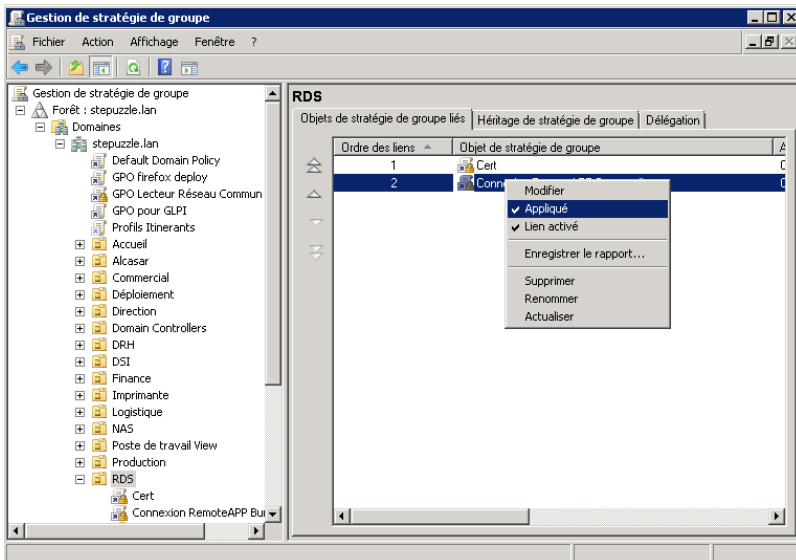 Gestion de stratégie de groupe
Fichier Action Affichage Fenêtre ?
Gestion de stratégie de groupe
Forêt : stepuzzle.lan
Domaines
stepuzzle.lan
Default Domain Policy
GPO firefox deploy
GPO Lecteur Réseau Commun
GPO pour GLPI
Profils Itinerants
Accueil
Alcasar
Commercial
Déploiement
Direction
Domain Controllers
DRH
DSI
Finance
Imprimante
Logistique
NAS
Poste de travail View
Production
RDS
Cert
Connexion RemoteAPP Bur
RDS
Objets de stratégie de groupe liés Héritage de stratégie de groupe Délégation
Ordre des liens Objet de stratégie de groupe
1 Cert
2
Modifier
Appliqué
Lien activé
Enregistrer le rapport...
Supprimer
Renommer
Actualiser